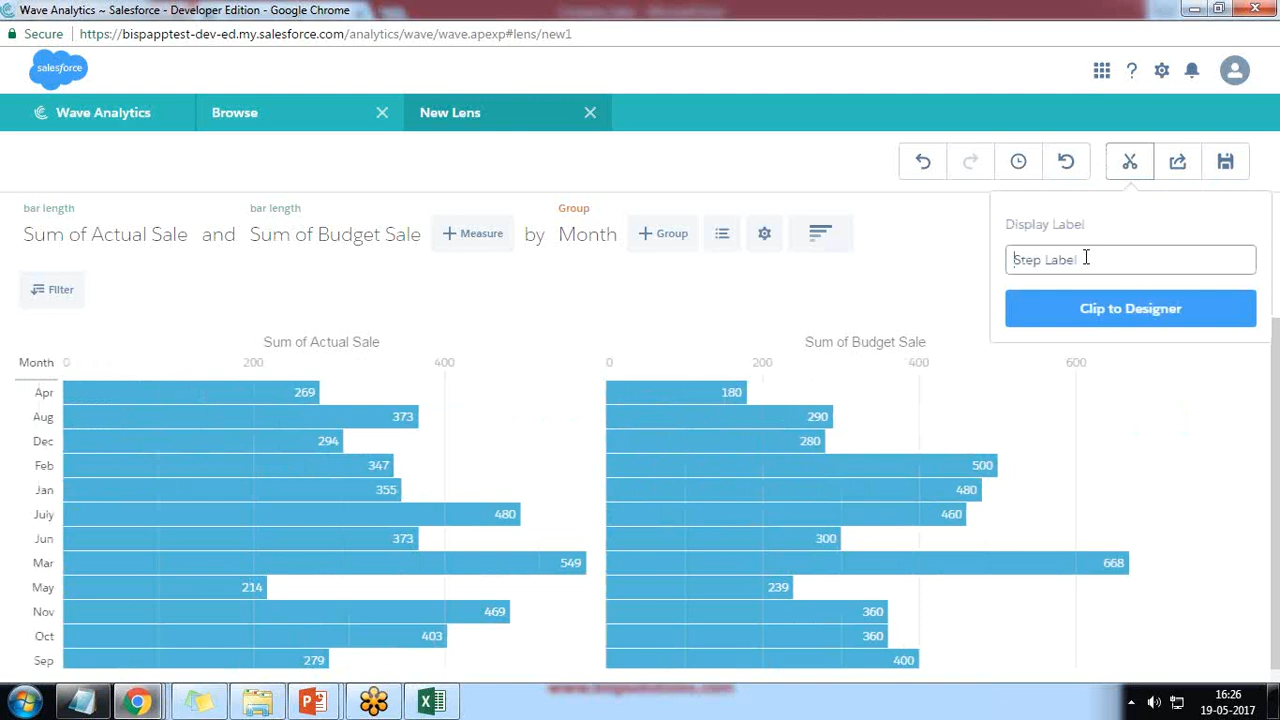 Wave Analytics ~ Salesforce - Developer Edition - Google Chrome
Secure https://bispapptest-dev-ed.my.salesforce.com/analytics/wave/wave.apexp#lens/new1
salesforce
?
Wave Analytics Browse New Lens
bar length bar length Group
Sum of Actual Sale and Sum of Budget Sale + Measure by Month + Group
Display Label
Step Label
Clip to Designer
Filter
Sum of Actual Sale Sum of Budget Sale
Month 0 200 400 0 200 400 600
Apr 269 180
Aug 373 290
Dec 294 280
Feb 347 500
Jan 355 480
July 480 460
Jun 373 300
Mar 549 668
May 214 239
Nov 469 360
Oct 403 360
Sep 279 400
www.bispsolutions.com
16:26
19-05-2017